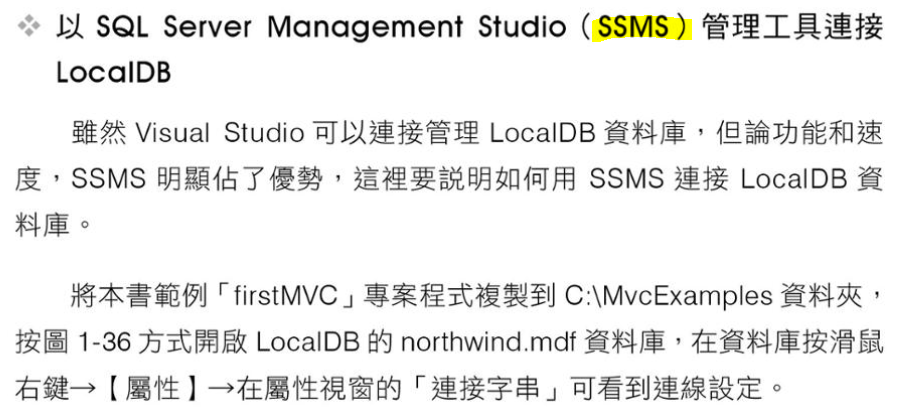 ❖ 以 SQL Server Management Studio（SSMS）管理工具連接
LocalDB
雖然 Visual Studio 可以連接管理 LocalDB 資料庫，但論功能和速
度，SSMS 明顯佔了優勢，這裡要說明如何用 SSMS 連接 LocalDB 資
料庫。
將本書範例「firstMVC」專案程式複製到 C:\MvcExamples 資料夾，
按圖 1-36 方式開啟 LocalDB 的 northwind.mdf 資料庫，在資料庫按滑鼠
右鍵→【屬性】→在屬性視窗的「連接字串」可看到連線設定。